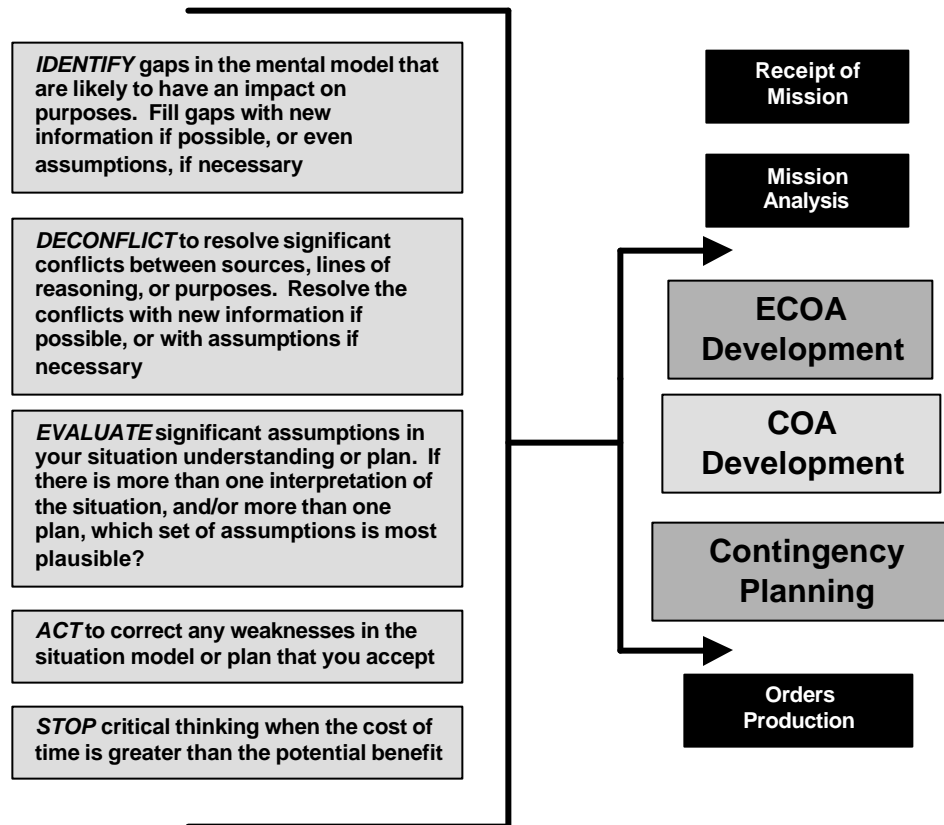 IDENTIFY gaps in the mental model that
are likely to have an impact on
purposes. Fill gaps with new
information if possible, or even
assumptions, if necessary
DECONFLICT to resolve significant
conflicts between sources, lines of
reasoning, or purposes. Resolve the
conflicts with new information if
possible, or with assumptions if
necessary
EVALUATE significant assumptions in
your situation understanding or plan. If
there is more than one interpretation of
the situation, and/or more than one
plan, which set of assumptions is most
plausible?
ACT to correct any weaknesses in the
situation model or plan that you accept
STOP critical thinking when the cost of
time is greater than the potential benefit
Receipt of
Mission
Mission
Analysis
ECOA
Development
COA
Development
Contingency
Planning
Orders
Production